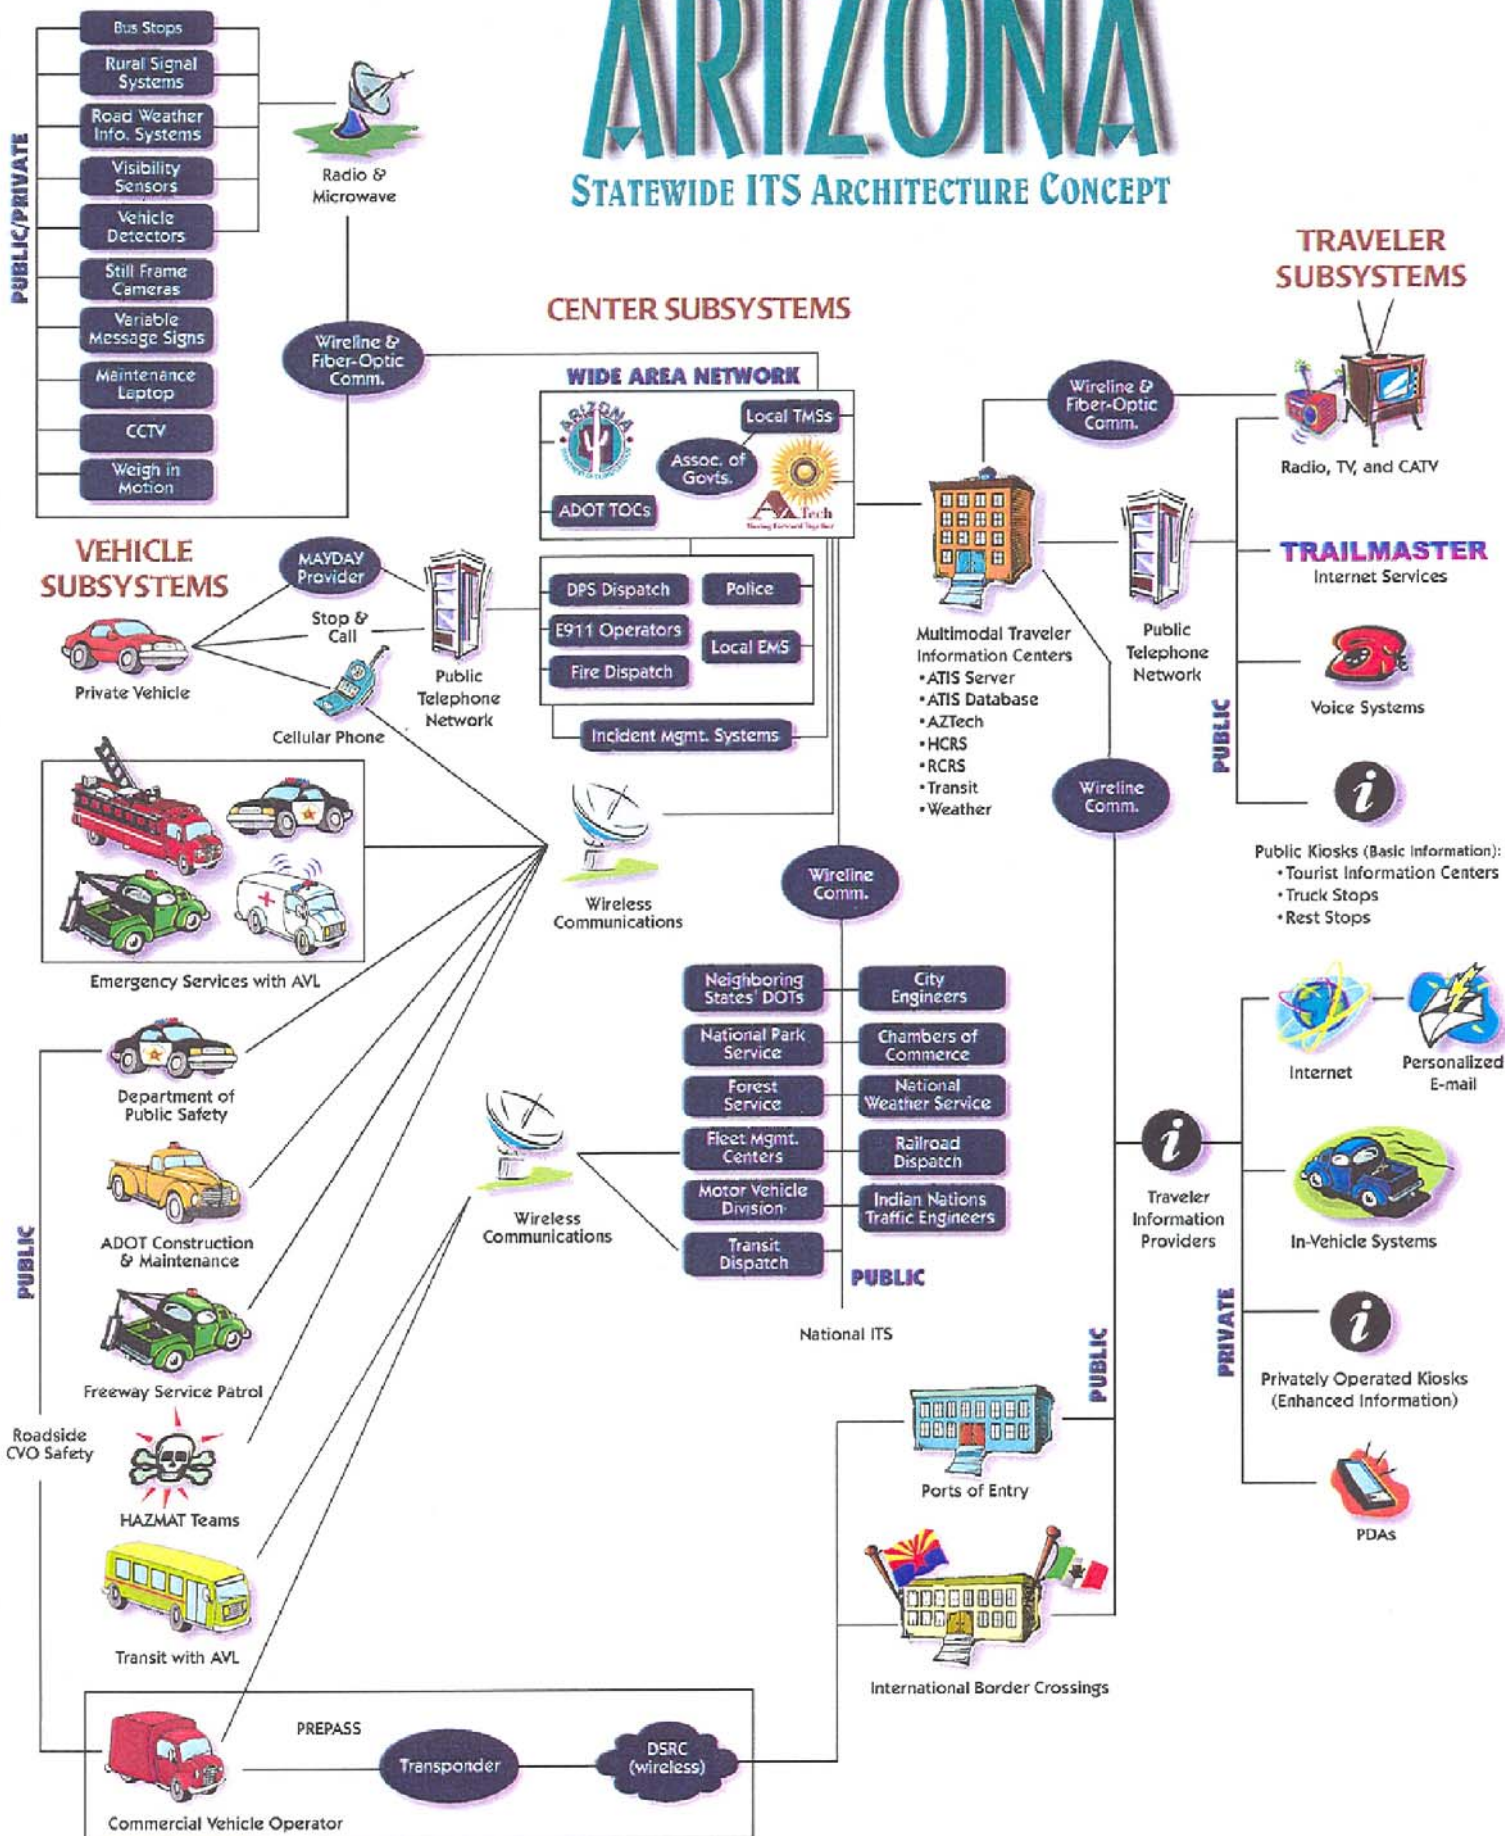 ARIZONA
STATEWIDE ITS ARCHITECTURE CONCEPT
PUBLIC/PRIVATE
Bus Stops
Rural Signal
Systems
Road Weather
Info. Systems
Visibility
Sensors
Vehicle
Detectors
Still Frame
Cameras
Variable
Message Signs
Maintenance
Laptop
CCTV
Weigh in
Motion
Radio &
Microwave
Wireline &
Fiber-Optic
Comm.
CENTER SUBSYSTEMS
WIDE AREA NETWORK
ARIZONA
Local TMSs
Assoc. of
Govts.
ADOT TOCs
AZTech
Moving Forward Together
DPS Dispatch
Police
E911 Operators
Local EMS
Fire Dispatch
Incident Mgmt. Systems
VEHICLE
SUBSYSTEMS
MAYDAY
Provider
Stop &
Call
Private Vehicle
Cellular Phone
Public
Telephone
Network
Emergency Services with AVL
Wireless
Communications
Wireline
Comm.
Neighboring
States' DOTs
City
Engineers
National Park
Service
Chambers of
Commerce
Forest
Service
National
Weather Service
Fleet Mgmt.
Centers
Railroad
Dispatch
Motor Vehicle
Division
Indian Nations
Traffic Engineers
Transit
Dispatch
PUBLIC
National ITS
Wireless
Communications
PUBLIC
Department of
Public Safety
ADOT Construction
& Maintenance
Freeway Service Patrol
Roadside
CVO Safety
HAZMAT Teams
Transit with AVL
PREPASS
Transponder
DSRC
(wireless)
Commercial Vehicle Operator
TRAVELER
SUBSYSTEMS
Wireline &
Fiber-Optic
Comm.
Radio, TV, and CATV
TRAILMASTER
Internet Services
Multimodal Traveler
Information Centers
•ATIS Server
•ATIS Database
•AZTech
•HCRS
•RCRS
•Transit
•Weather
Public
Telephone
Network
PUBLIC
Voice Systems
i
Public Kiosks (Basic Information):
•Tourist Information Centers
•Truck Stops
•Rest Stops
Wireline
Comm.
i
Traveler
Information
Providers
PRIVATE
Internet
Personalized
E-mail
In-Vehicle Systems
i
Privately Operated Kiosks
(Enhanced Information)
PDAs
PUBLIC
Ports of Entry
International Border Crossings